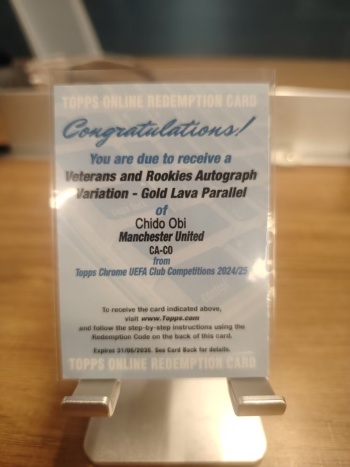 TOPPS ONLINE REDEMPTION CARD
Congratulations!
You are due to receive a
Veterans and Rookies Autograph
Variation - Gold Lava Parallel
of
Chido Obi
Manchester United
CA-CO
from
Topps Chrome UEFA Club Competitions 2024/25
To receive the card indicated above,
visit www.Topps.com
and follow the step-by-step instructions using the
Redemption Code on the back of this card.
Expires 31/05/2035. See Card Back for details.
TOPPS ONLINE REDEMPTION CARD